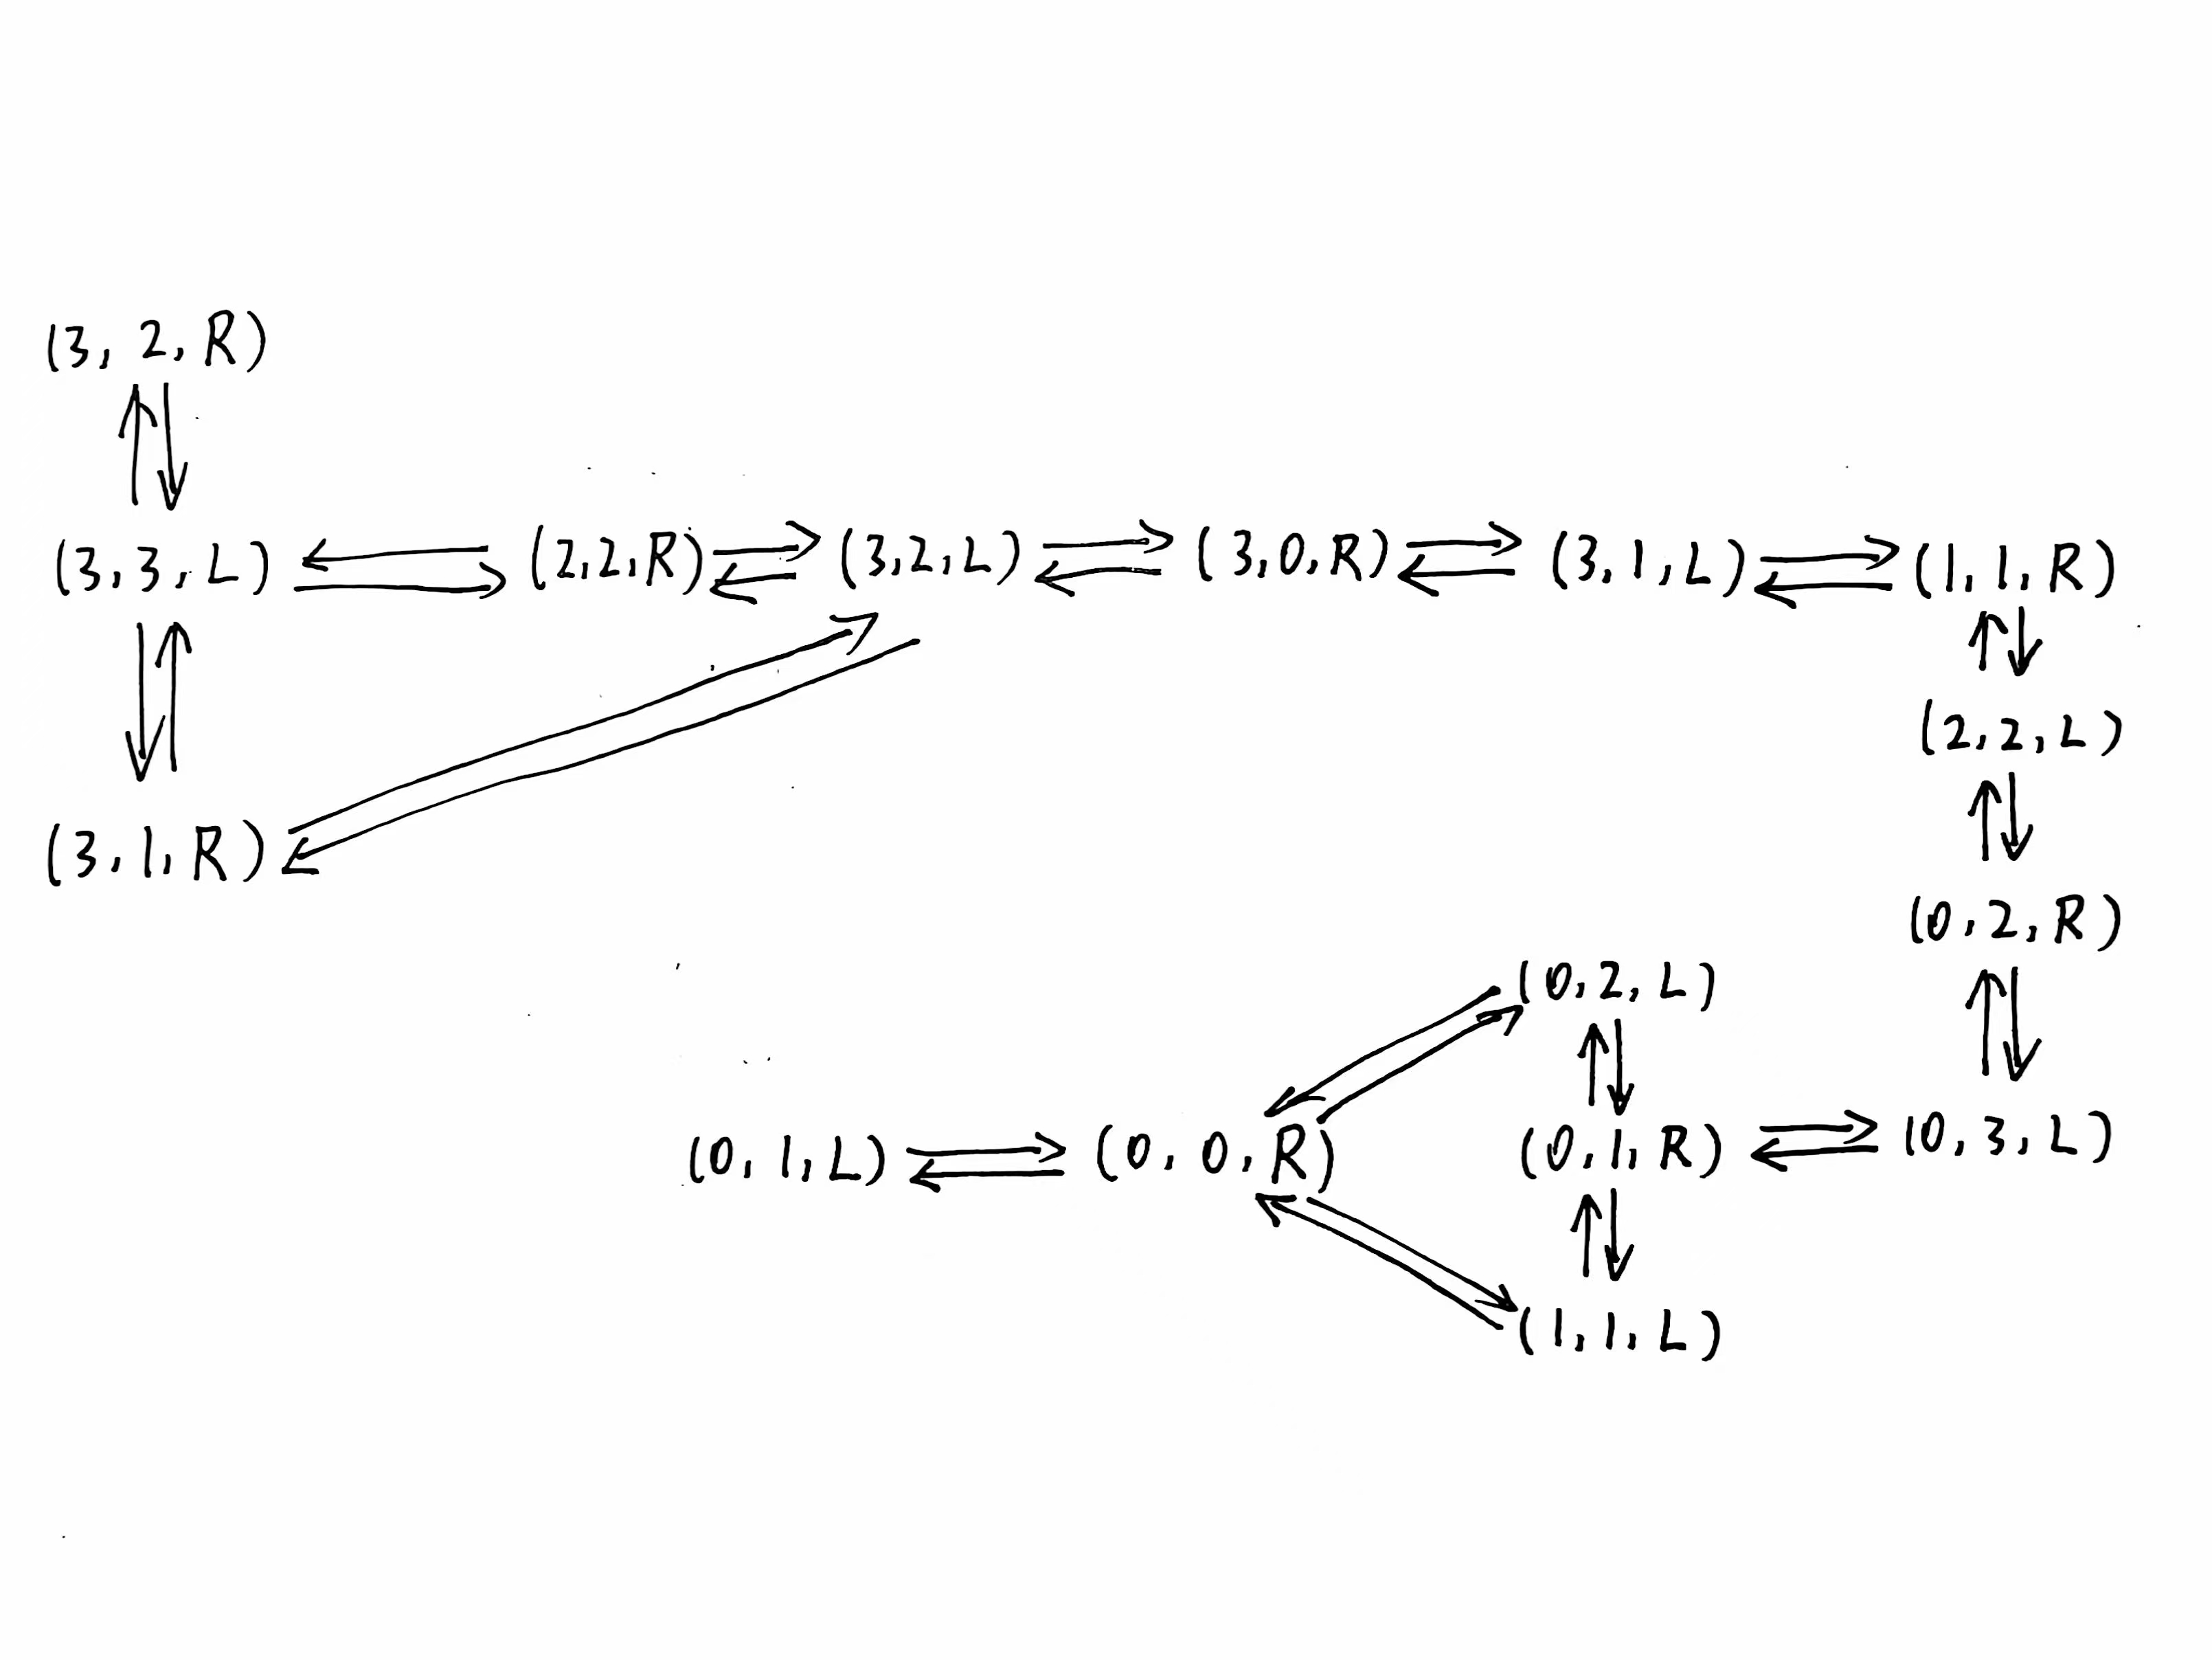 (3, 2, R)
(3, 3, L) (2, 2, R) (3, 2, L) (3, 0, R) (3, 1, L) (1, 1, R)
(2, 2, L)
(3, 1, R)
(0, 2, R)
(0, 2, L)
(0, 1, L) (0, 0, R) (0, 1, R) (0, 3, L)
(1, 1, L)